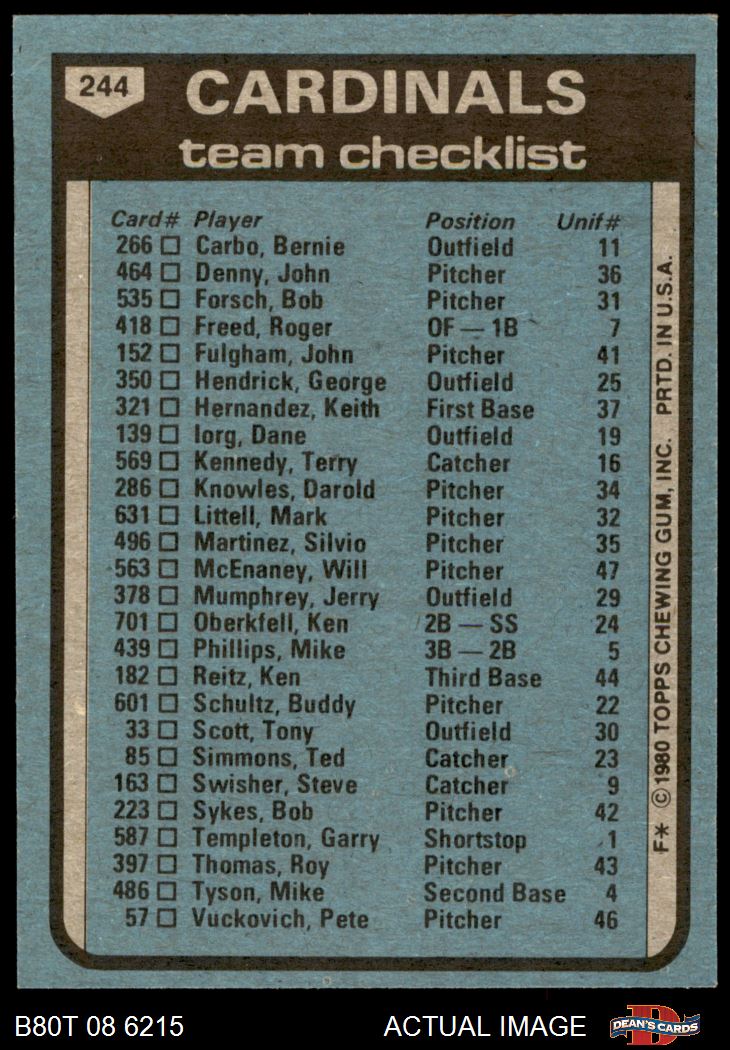 244
CARDINALS
team checklist
Card# Player Position Unif#
266 □ Carbo, Bernie Outfield 11
464 □ Denny, John Pitcher 36
535 □ Forsch, Bob Pitcher 31
418 □ Freed, Roger OF — 1B 7
152 □ Fulgham, John Pitcher 41
350 □ Hendrick, George Outfield 25
321 □ Hernandez, Keith First Base 37
139 □ Iorg, Dane Outfield 19
569 □ Kennedy, Terry Catcher 16
286 □ Knowles, Darold Pitcher 34
631 □ Littell, Mark Pitcher 32
496 □ Martinez, Silvio Pitcher 35
563 □ McEnaney, Will Pitcher 47
378 □ Mumphrey, Jerry Outfield 29
701 □ Oberkfell, Ken 2B — SS 24
439 □ Phillips, Mike 3B — 2B 5
182 □ Reitz, Ken Third Base 44
601 □ Schultz, Buddy Pitcher 22
33 □ Scott, Tony Outfield 30
85 □ Simmons, Ted Catcher 23
163 □ Swisher, Steve Catcher 9
223 □ Sykes, Bob Pitcher 42
587 □ Templeton, Garry Shortstop 1
397 □ Thomas, Roy Pitcher 43
486 □ Tyson, Mike Second Base 4
57 □ Vuckovich, Pete Pitcher 46
F* © 1980 TOPPS CHEWING GUM, INC. PRTD. IN U.S.A.
B80T 08 6215 ACTUAL IMAGE
D
DEAN'S CARDS